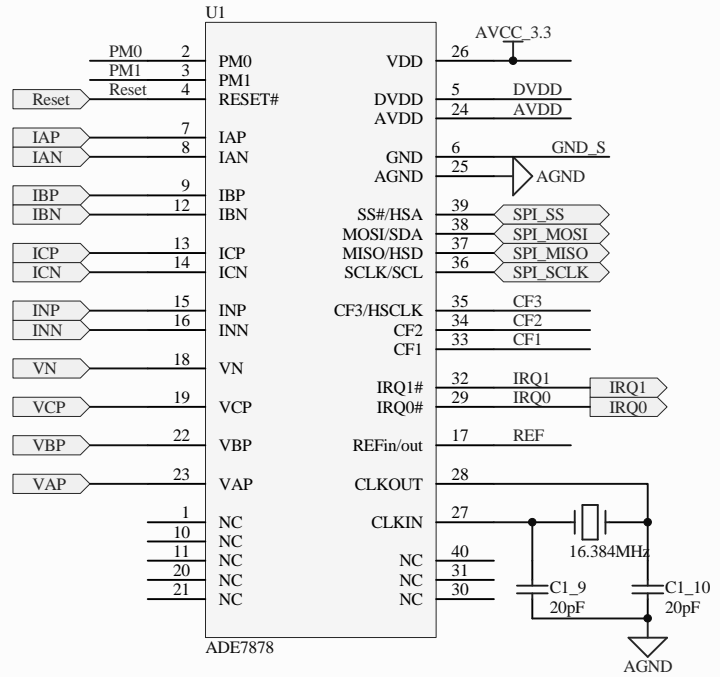 U1
AVCC_3.3
PM0 2 PM0 VDD 26
PM1 3 PM1
Reset Reset 4 RESET# DVDD 5 DVDD
AVDD 24 AVDD
IAP 7 IAP
IAN 8 IAN GND 6 GND_S
AGND 25 AGND
IBP 9 IBP
IBN 12 IBN SS#/HSA 39 SPI_SS
MOSI/SDA 38 SPI_MOSI
ICP 13 ICP MISO/HSD 37 SPI_MISO
ICN 14 ICN SCLK/SCL 36 SPI_SCLK
INP 15 INP CF3/HSCLK 35 CF3
INN 16 INN CF2 34 CF2
CF1 33 CF1
VN 18 VN
IRQ1# 32 IRQ1 IRQ1
VCP 19 VCP IRQ0# 29 IRQ0 IRQ0
VBP 22 VBP REFin/out 17 REF
VAP 23 VAP CLKOUT 28
1 NC CLKIN 27
10 NC
16.384MHz
11 NC NC 40
20 NC NC 31
C1_9 C1_10
21 NC NC 30
20pF 20pF
ADE7878
AGND